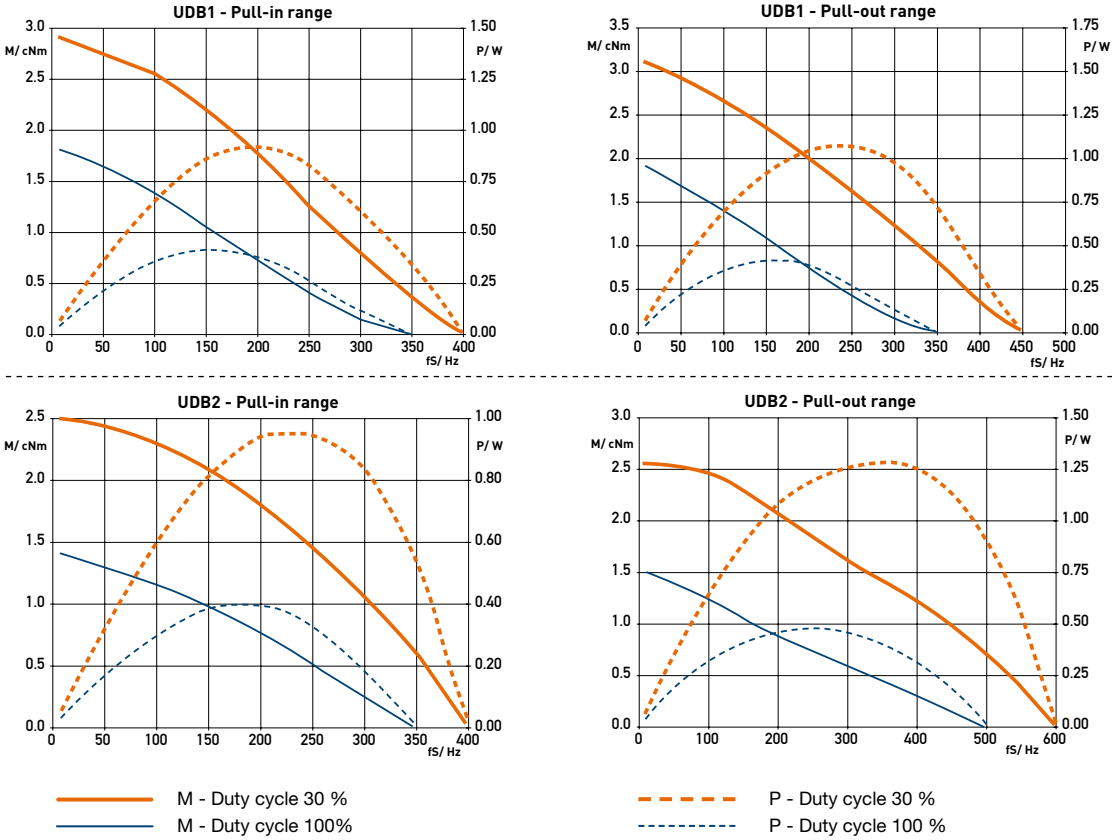 UDB1 - Pull-in range
3.0
1.50
M/ cNm
P/ W
2.5
1.25
2.0
1.00
1.5
0.75
1.0
0.50
0.5
0.25
0.0
0.00
0 50 100 150 200 250 300 350 400
fS/ Hz
UDB1 - Pull-out range
3.5
1.75
M/ cNm
P/ W
3.0
1.50
2.5
1.25
2.0
1.00
1.5
0.75
1.0
0.50
0.5
0.25
0.0
0.00
0 50 100 150 200 250 300 350 400 450 500
fS/ Hz
UDB2 - Pull-in range
2.5
1.00
M/ cNm
P/ W
2.0
0.80
1.5
0.60
1.0
0.40
0.5
0.20
0.0
0.00
0 50 100 150 200 250 300 350 400
fS/ Hz
UDB2 - Pull-out range
3.0
1.50
M/ cNm
P/ W
2.5
1.25
2.0
1.00
1.5
0.75
1.0
0.50
0.5
0.25
0.0
0.00
0 100 200 300 400 500 600
fS/ Hz
M - Duty cycle 30 %
M - Duty cycle 100%
P - Duty cycle 30 %
P - Duty cycle 100 %